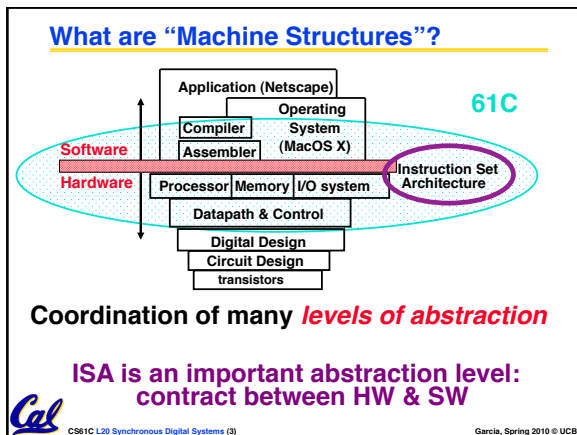 What are “Machine Structures”?
Application (Netscape)
Operating
System
(MacOS X)
Compiler
Assembler
61C
Software
Hardware
Instruction Set
Architecture
Processor Memory I/O system
Datapath & Control
Digital Design
Circuit Design
transistors
Coordination of many levels of abstraction
ISA is an important abstraction level:
contract between HW & SW
Cal
CS61C L20 Synchronous Digital Systems (3)
Garcia, Spring 2010 © UCB